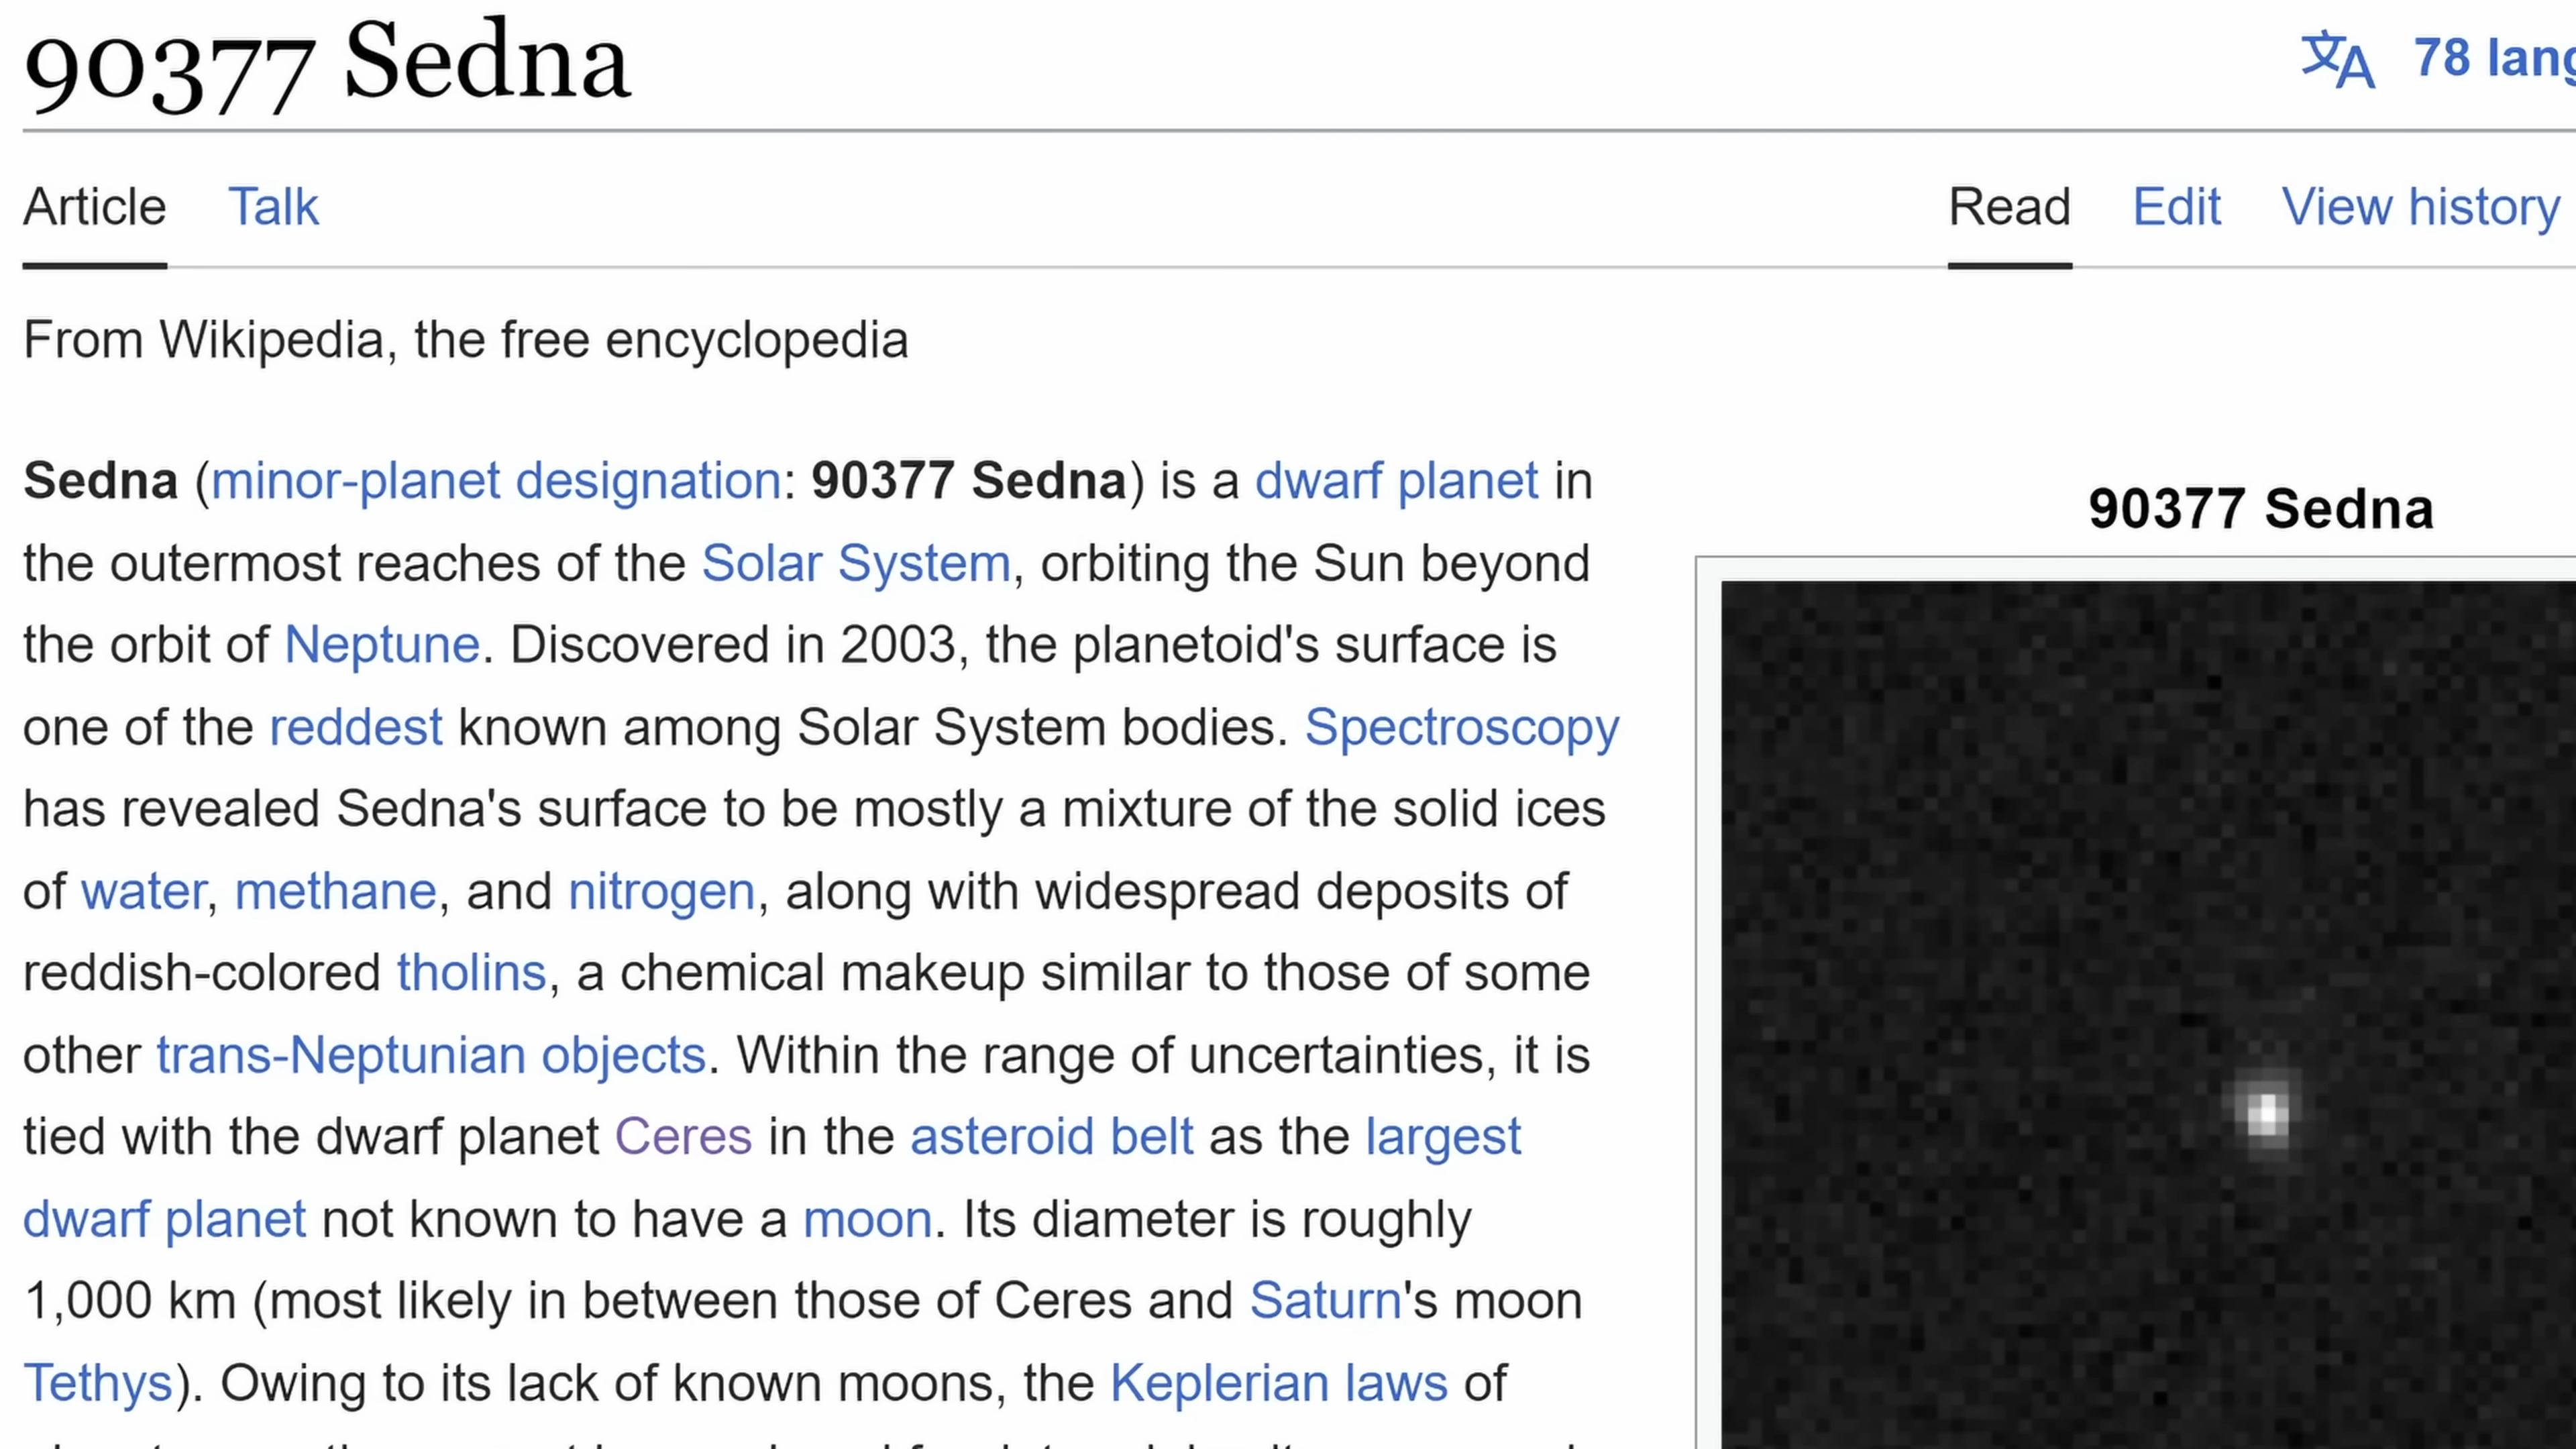 90377 Sedna
文A 78 lang
Article Talk Read Edit View history
From Wikipedia, the free encyclopedia
Sedna (minor-planet designation: 90377 Sedna) is a dwarf planet in
the outermost reaches of the Solar System, orbiting the Sun beyond
the orbit of Neptune. Discovered in 2003, the planetoid's surface is
one of the reddest known among Solar System bodies. Spectroscopy
has revealed Sedna's surface to be mostly a mixture of the solid ices
of water, methane, and nitrogen, along with widespread deposits of
reddish-colored tholins, a chemical makeup similar to those of some
other trans-Neptunian objects. Within the range of uncertainties, it is
tied with the dwarf planet Ceres in the asteroid belt as the largest
dwarf planet not known to have a moon. Its diameter is roughly
1,000 km (most likely in between those of Ceres and Saturn's moon
Tethys). Owing to its lack of known moons, the Keplerian laws of
90377 Sedna